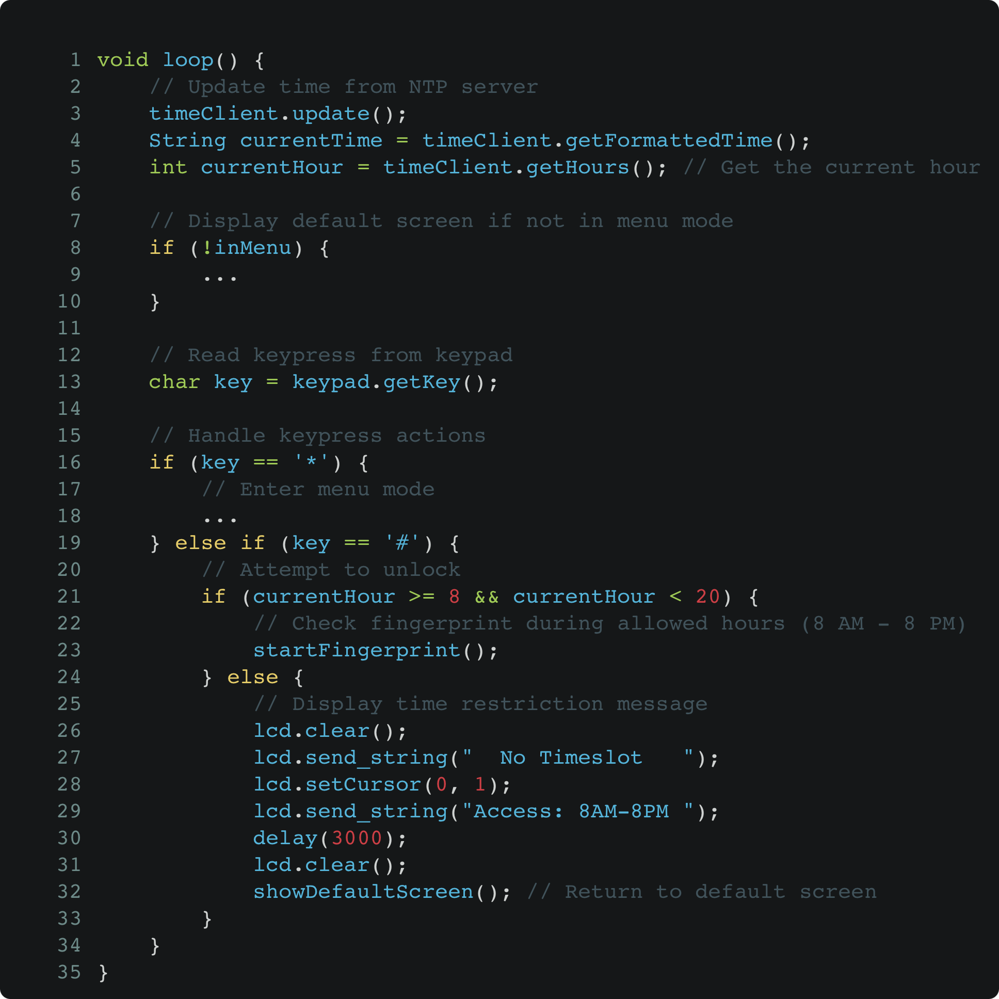 1 void loop() {
2     // Update time from NTP server
3     timeClient.update();
4     String currentTime = timeClient.getFormattedTime();
5     int currentHour = timeClient.getHours(); // Get the current hour
6
7     // Display default screen if not in menu mode
8     if (!inMenu) {
9         ...
10     }
11
12     // Read keypress from keypad
13     char key = keypad.getKey();
14
15     // Handle keypress actions
16     if (key == '*') {
17         // Enter menu mode
18         ...
19     } else if (key == '#') {
20         // Attempt to unlock
21         if (currentHour >= 8 && currentHour < 20) {
22             // Check fingerprint during allowed hours (8 AM - 8 PM)
23             startFingerprint();
24         } else {
25             // Display time restriction message
26             lcd.clear();
27             lcd.send_string("  No Timeslot   ");
28             lcd.setCursor(0, 1);
29             lcd.send_string("Access: 8AM-8PM ");
30             delay(3000);
31             lcd.clear();
32             showDefaultScreen(); // Return to default screen
33         }
34     }
35 }